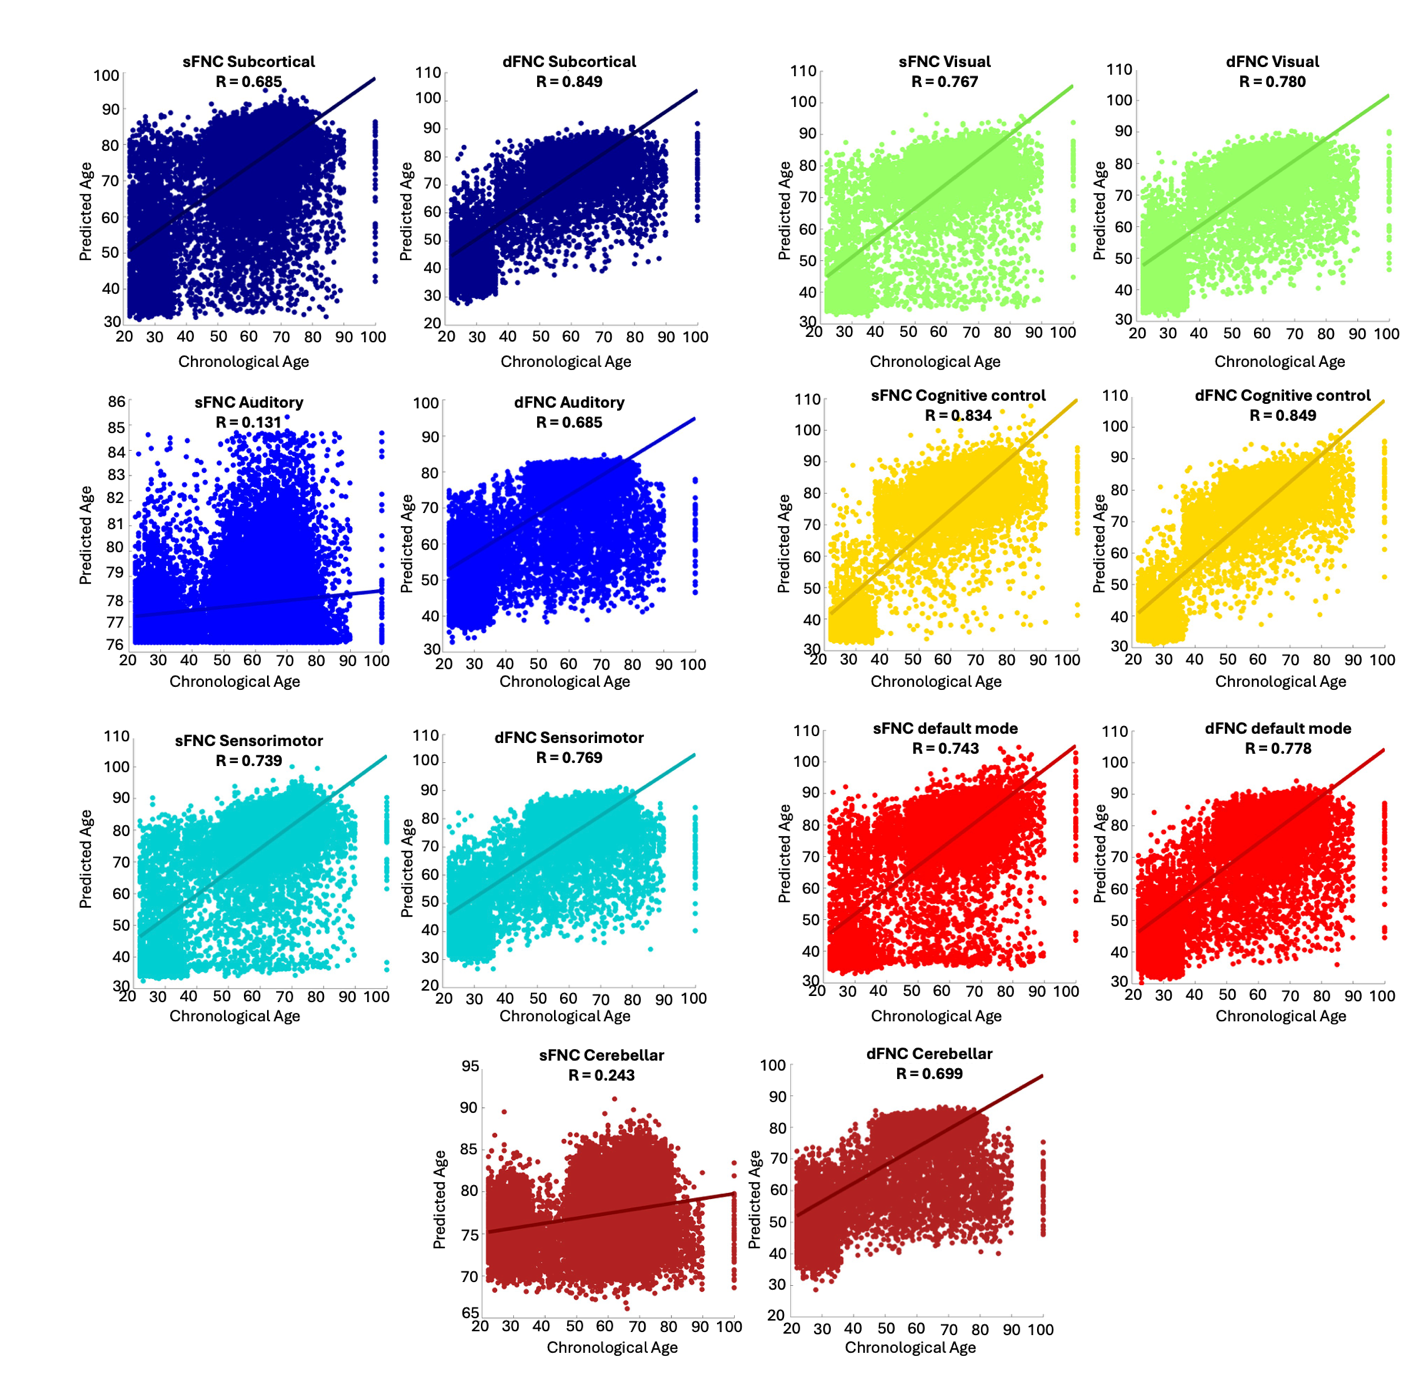 sFNC Subcortical
R = 0.685
100
90
80
70
60
50
40
30
Predicted Age
20 30 40 50 60 70 80 90 100
Chronological Age
dFNC Subcortical
R = 0.849
110
100
90
80
70
60
50
40
30
20
Predicted Age
20 30 40 50 60 70 80 90 100
Chronological Age
sFNC Visual
R = 0.767
110
100
90
80
70
60
50
40
30
Predicted Age
20 30 40 50 60 70 80 90 100
Chronological Age
dFNC Visual
R = 0.780
110
100
90
80
70
60
50
40
30
Predicted Age
20 30 40 50 60 70 80 90 100
Chronological Age
sFNC Auditory
R = 0.131
86
85
84
83
82
81
80
79
78
77
76
Predicted Age
20 30 40 50 60 70 80 90 100
Chronological Age
dFNC Auditory
R = 0.685
100
90
80
70
60
50
40
30
Predicted Age
20 30 40 50 60 70 80 90 100
Chronological Age
sFNC Cognitive control
R = 0.834
110
100
90
80
70
60
50
40
30
Predicted Age
20 30 40 50 60 70 80 90 100
Chronological Age
dFNC Cognitive control
R = 0.849
110
100
90
80
70
60
50
40
30
Predicted Age
20 30 40 50 60 70 80 90 100
Chronological Age
sFNC Sensorimotor
R = 0.739
110
100
90
80
70
60
50
40
30
Predicted Age
20 30 40 50 60 70 80 90 100
Chronological Age
dFNC Sensorimotor
R = 0.769
110
100
90
80
70
60
50
40
30
20
Predicted Age
20 30 40 50 60 70 80 90 100
Chronological Age
sFNC default mode
R = 0.743
110
100
90
80
70
60
50
40
30
Predicted Age
20 30 40 50 60 70 80 90 100
Chronological Age
dFNC default mode
R = 0.778
110
100
90
80
70
60
50
40
30
Predicted Age
20 30 40 50 60 70 80 90 100
Chronological Age
sFNC Cerebellar
R = 0.243
95
90
85
80
75
70
65
Predicted Age
20 30 40 50 60 70 80 90 100
Chronological Age
dFNC Cerebellar
R = 0.699
100
90
80
70
60
50
40
30
20
Predicted Age
20 30 40 50 60 70 80 90 100
Chronological Age